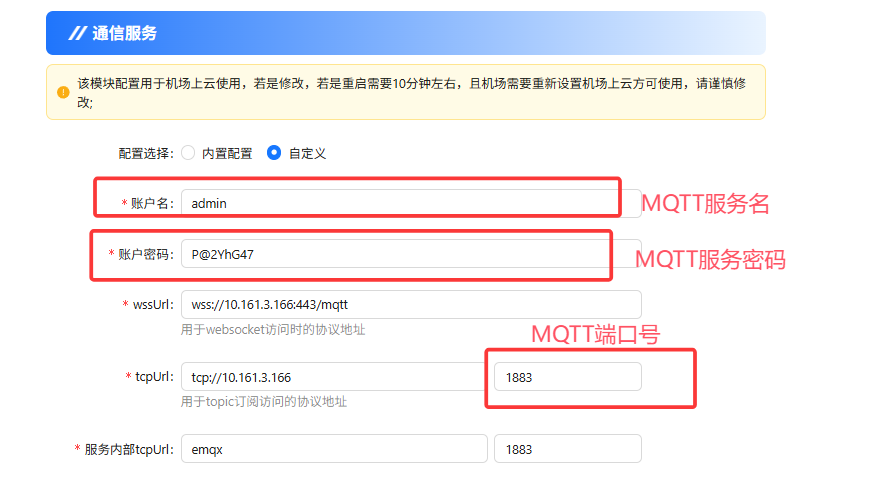 // 通信服务
该模块配置用于机场上云使用，若是修改，若是重启需要10分钟左右，且机场需要重新设置机场上云方可使用，请谨慎修
改;
配置选择: 内置配置 自定义
* 账户名: admin MQTT服务名
* 账户密码: P@2YhG47 MQTT服务密码
* wssUrl: wss://10.161.3.166:443/mqtt
用于websocket访问时的协议地址
MQTT端口号
* tcpUrl: tcp://10.161.3.166 1883
用于topic订阅访问的协议地址
* 服务内部tcpUrl: emqx 1883